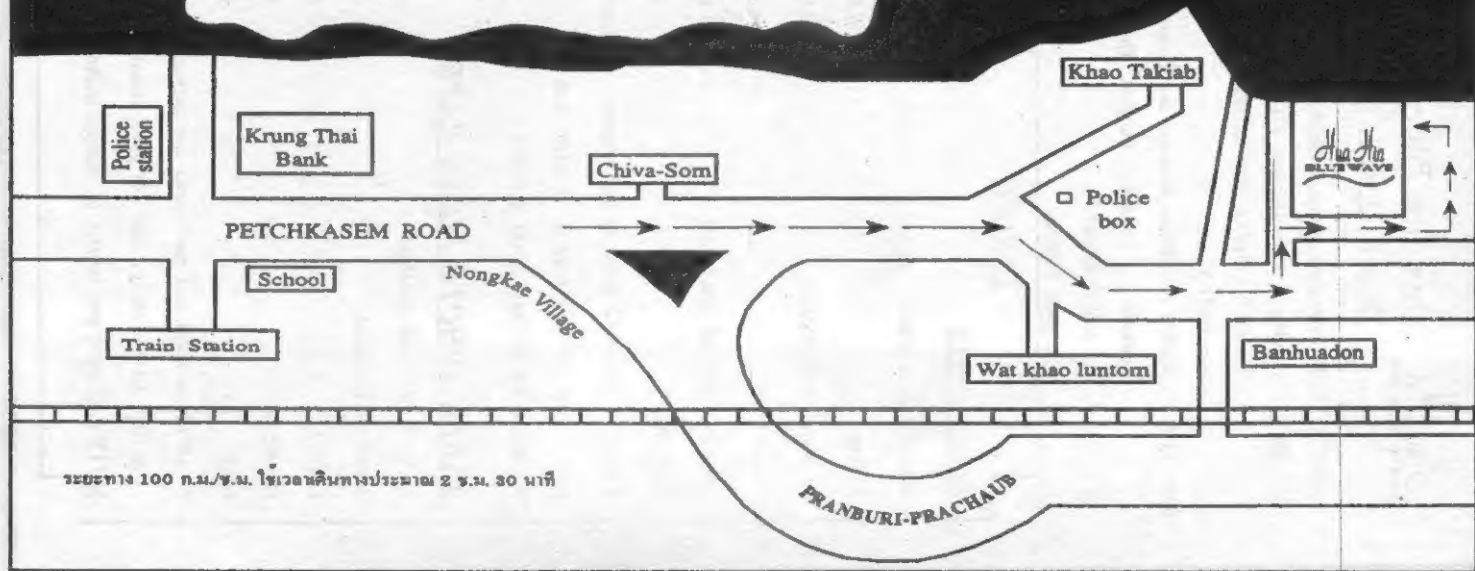 Khao Takiab
Police
station
Krung Thai
Bank
Hua Hin
BLUEWAVE
Chiva-Som
Police
box
PETCHKASEM ROAD
School
Nongkae Village
Train Station
Wat khao luntom
Banhuadon
ระยะทาง 100 ก.ม./ช.ม. ใช้เวลาเดินทางประมาณ 2 ช.ม. 30 นาที
PRANBURI-PRACHAUB